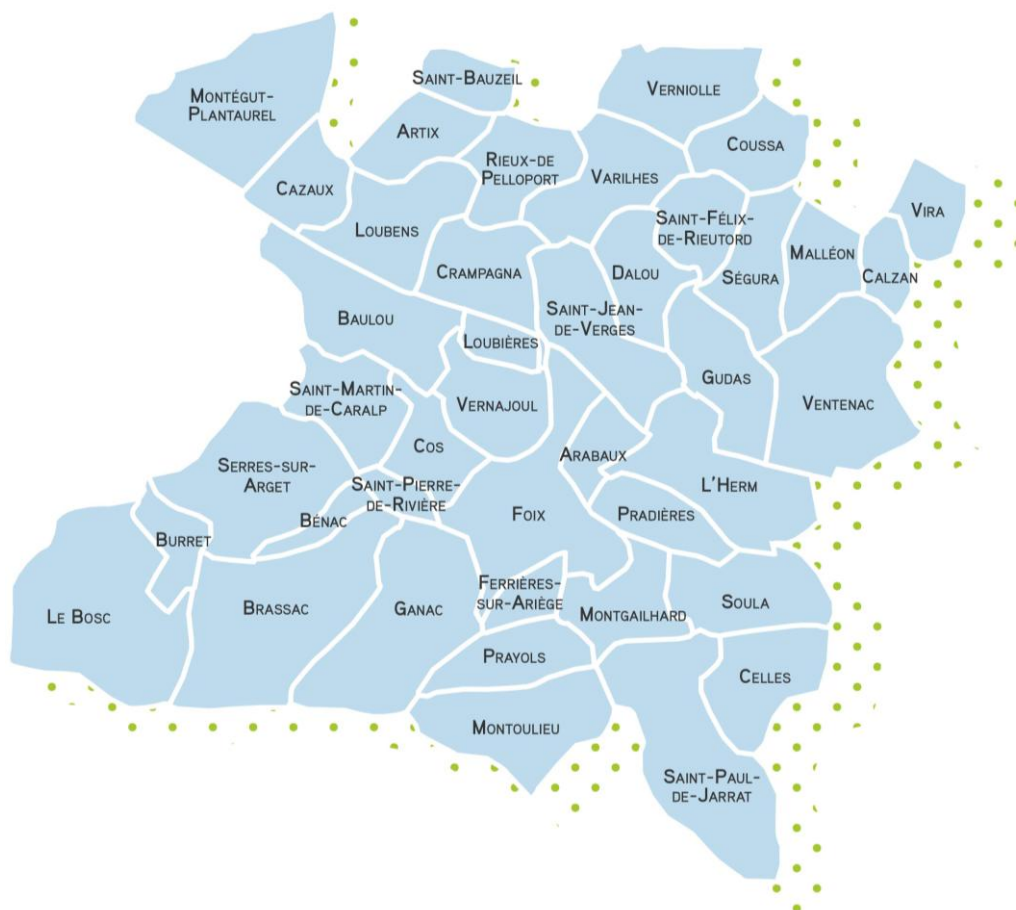 Saint-Bauzeil
Montégut-
Plantaurel
Verniolle
Artix
Coussa
Rieux-de
Pelloport
Varilhes
Cazaux
Vira
Saint-Félix-
de-Rieutord
Loubens
Malléon
Crampagna
Dalou
Ségura
Calzan
Saint-Jean-
de-Verges
Baulou
Loubières
Gudas
Saint-Martin-
de-Caralp
Vernajoul
Ventenac
Cos
Arabaux
Serres-sur-
Arget
Saint-Pierre-
de-Rivière
L'Herm
Foix
Pradières
Bénac
Burret
Ferrières-
sur-Ariège
Le Bosc
Brassac
Ganac
Montgailhard
Soula
Prayols
Celles
Montoulieu
Saint-Paul-
de-Jarrat